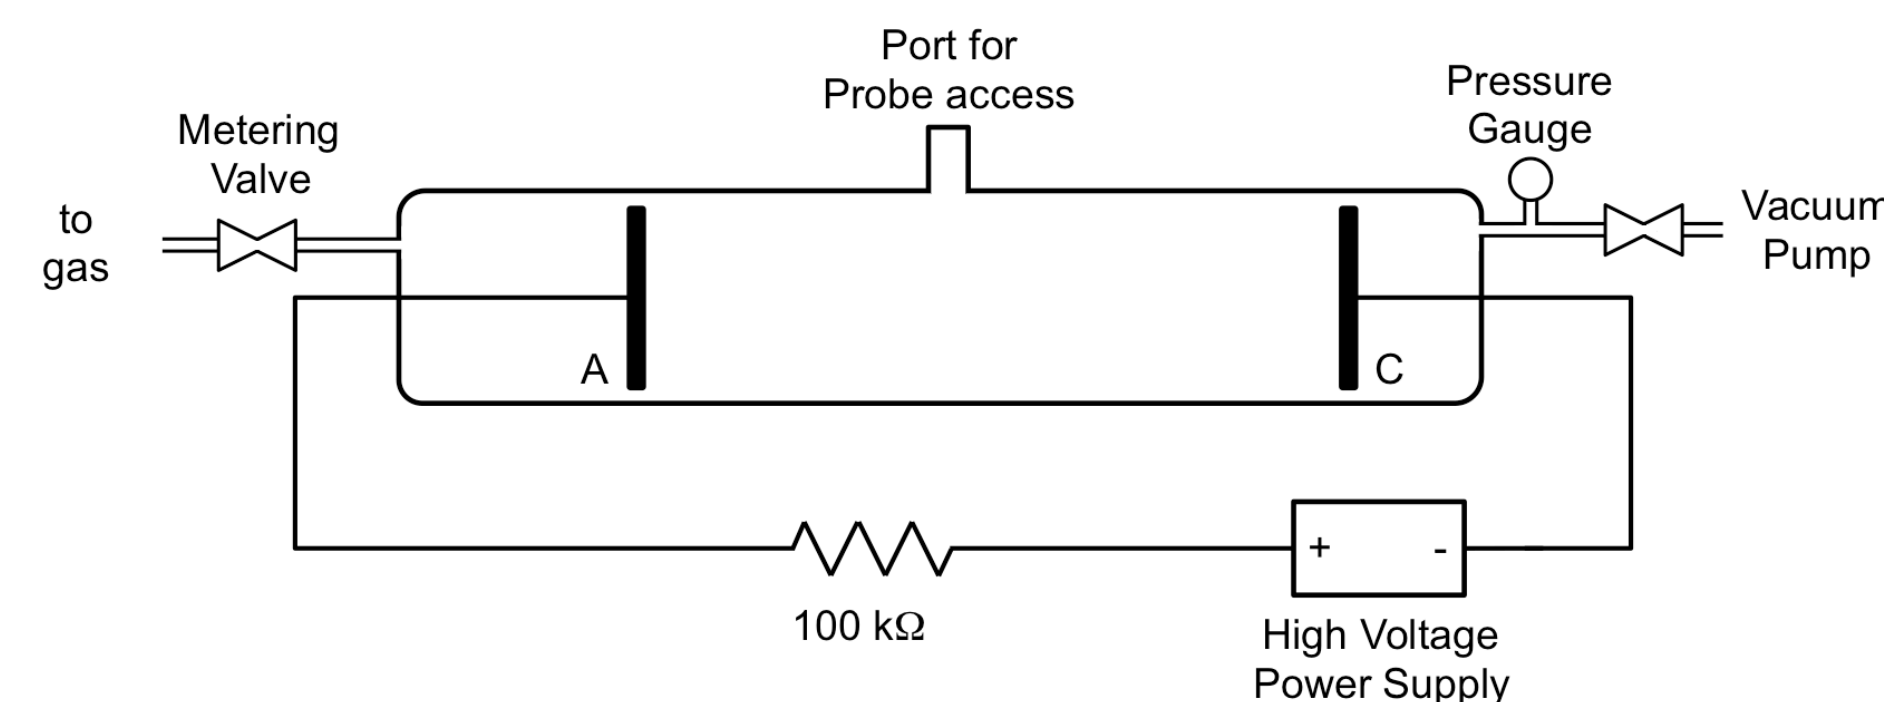 Port for
Probe access
Pressure
Gauge
Metering
Valve
to
gas
Vacuum
Pump
A
C
+ -
100 kΩ
High Voltage
Power Supply